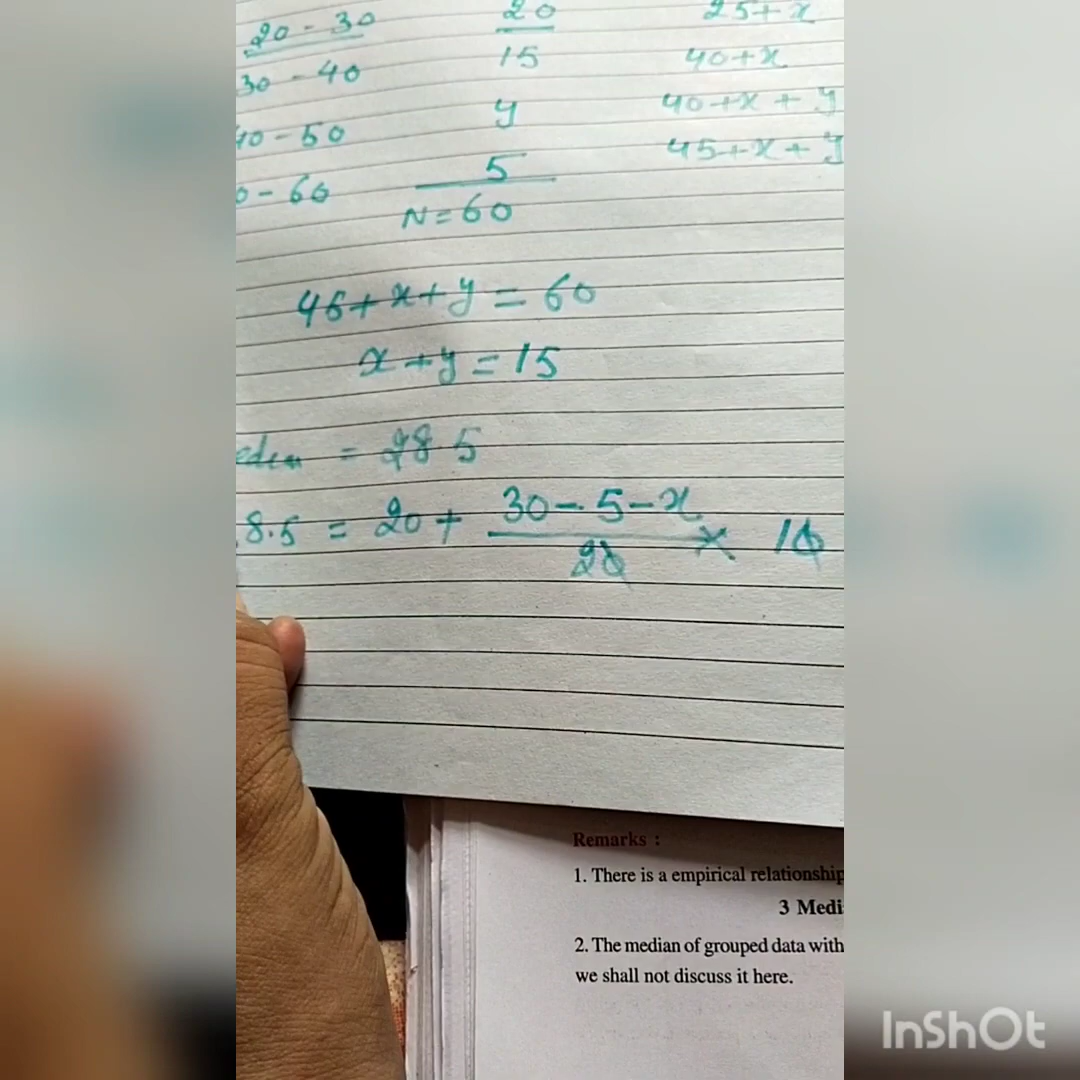 20 - 30 20 25+x
30 - 40 15 40+x
40 - 50 y 40+x+y
0 - 60 5 45+x+y
N=60
45+x+y=60
x+y=15
= 28.5
8.5 = 20+ 30-5-x / 20 × 10
Remarks :
1. There is a empirical relationship
3 Medi
2. The median of grouped data with
we shall not discuss it here.
InShOt